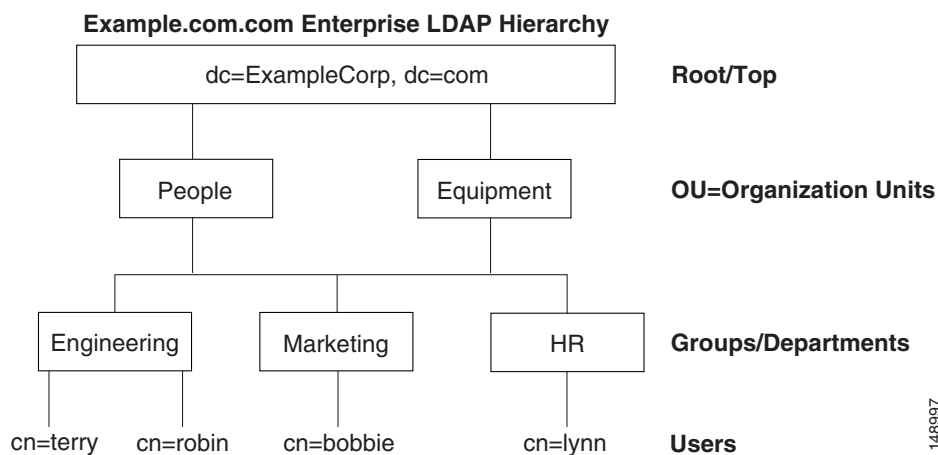 Example.com.com Enterprise LDAP Hierarchy
dc=ExampleCorp, dc=com
Root/Top
People
Equipment
OU=Organization Units
Engineering
Marketing
HR
Groups/Departments
cn=terry
cn=robin
cn=bobbie
cn=lynn
Users
148997